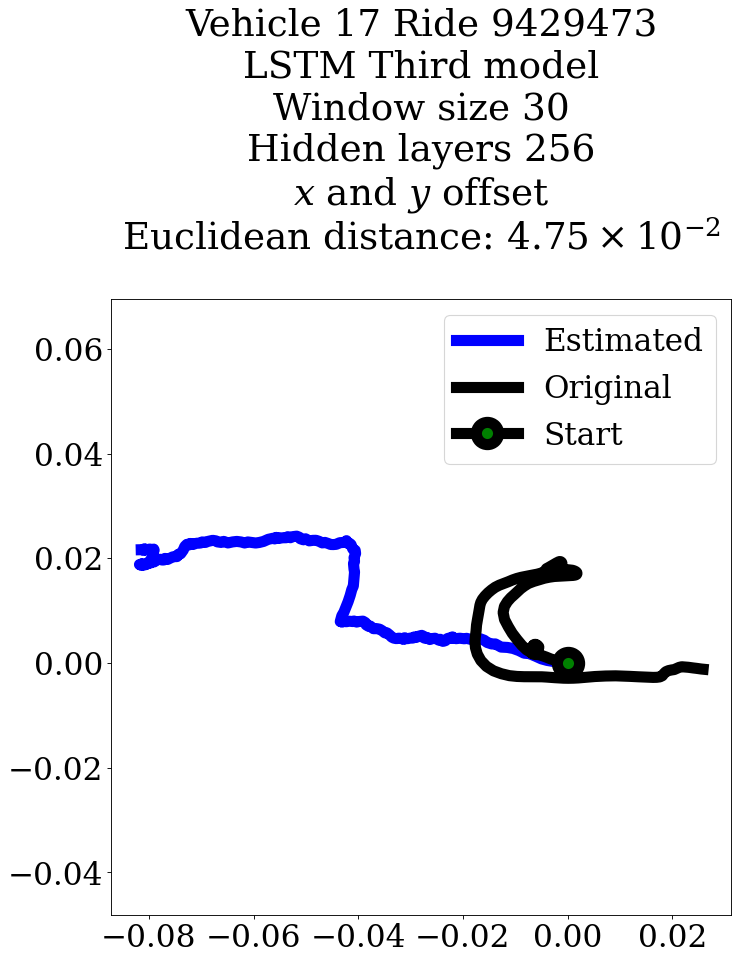 Vehicle 17 Ride 9429473
LSTM Third model
Window size 30
Hidden layers 256
x and y offset
Euclidean distance: 4.75 × 10⁻²
Estimated
Original
Start
0.06
0.04
0.02
0.00
−0.02
−0.04
−0.08 −0.06 −0.04 −0.02 0.00 0.02